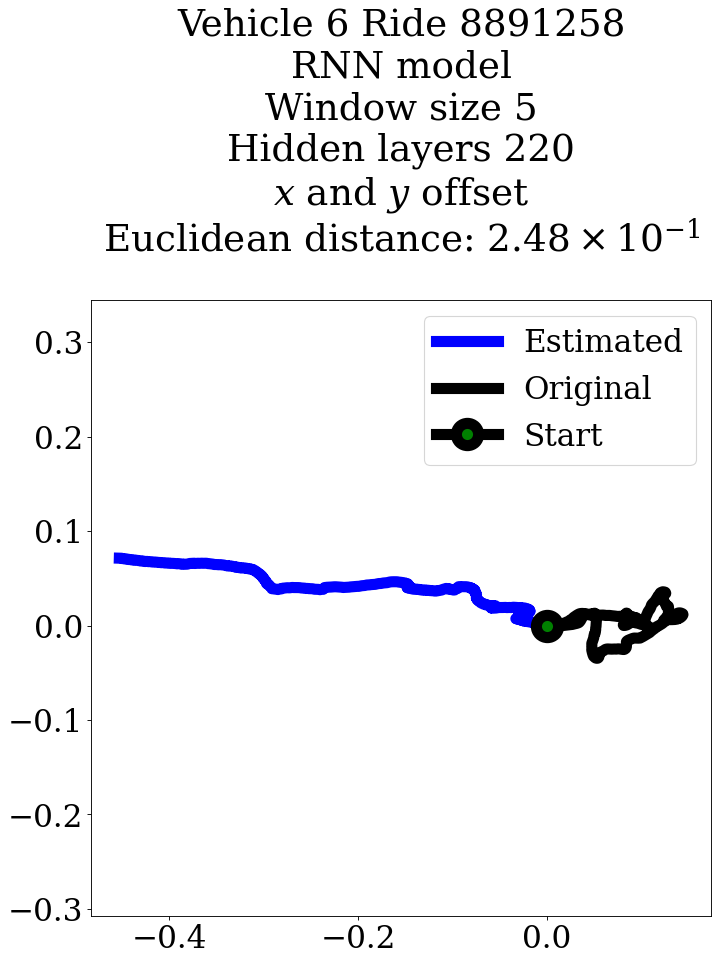 Vehicle 6 Ride 8891258
RNN model
Window size 5
Hidden layers 220
x and y offset
Euclidean distance: 2.48 × 10⁻¹
Estimated
Original
Start
0.3
0.2
0.1
0.0
−0.1
−0.2
−0.3
−0.4
−0.2
0.0